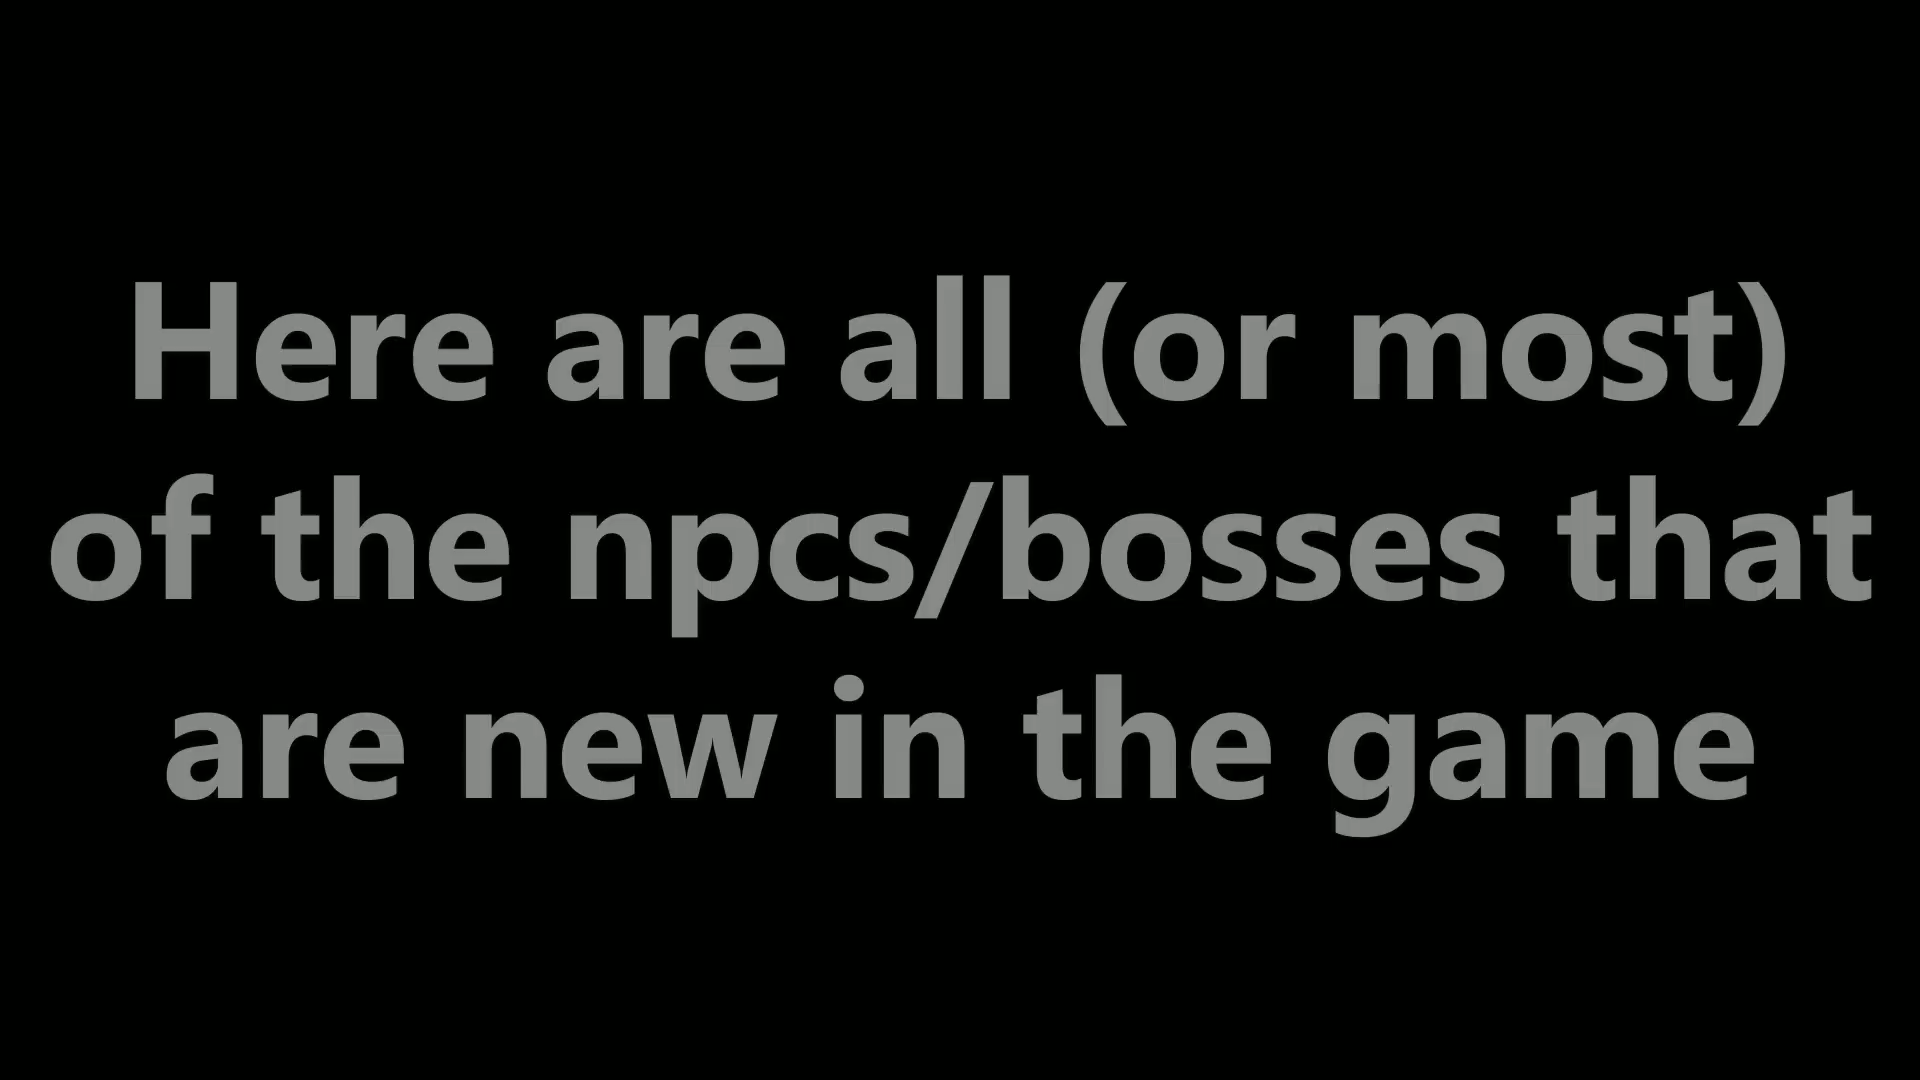 Here are all (or most)
of the npcs/bosses that
are new in the game